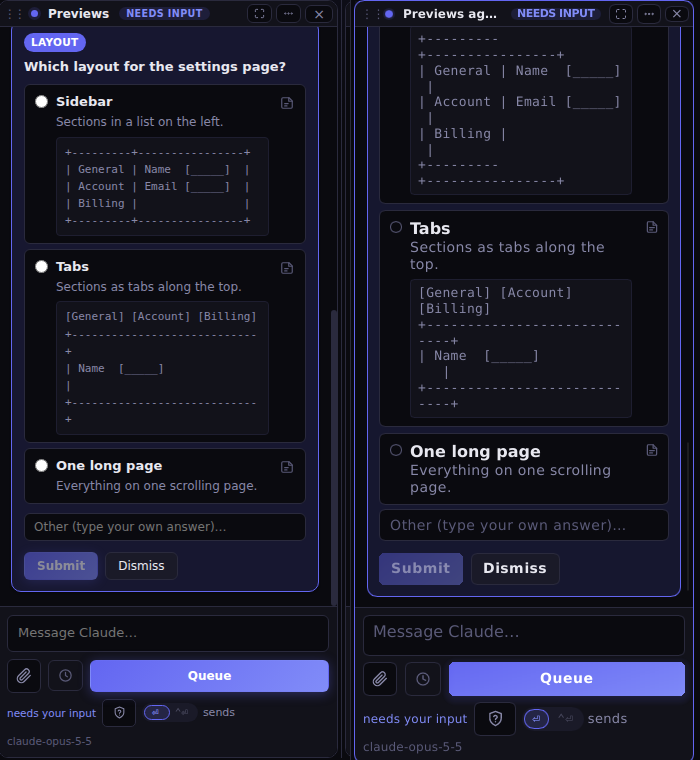 Previews NEEDS INPUT
LAYOUT
Which layout for the settings page?
Sidebar
Sections in a list on the left.
+---------+---------------+
| General | Name  [_____]  |
| Account | Email [_____]  |
| Billing |                |
+---------+---------------+
Tabs
Sections as tabs along the top.
[General] [Account] [Billing]
+----------------------------
+
| Name  [_____]
|
+----------------------------
+
One long page
Everything on one scrolling page.
Other (type your own answer)…
Submit Dismiss
Message Claude…
Queue
needs your input ⏎ ^⏎ sends
claude-opus-5-5
Previews ag… NEEDS INPUT
+---------
+----------------+
| General | Name  [_____]
|
| Account | Email [_____]
|
| Billing |
|
+---------
+----------------+
Tabs
Sections as tabs along the
top.
[General] [Account]
[Billing]
+-------------------------
----+
| Name  [_____]
|
+-------------------------
----+
One long page
Everything on one scrolling
page.
Other (type your own answer)…
Submit Dismiss
Message Claude…
Queue
needs your input ⏎ ^⏎ sends
claude-opus-5-5